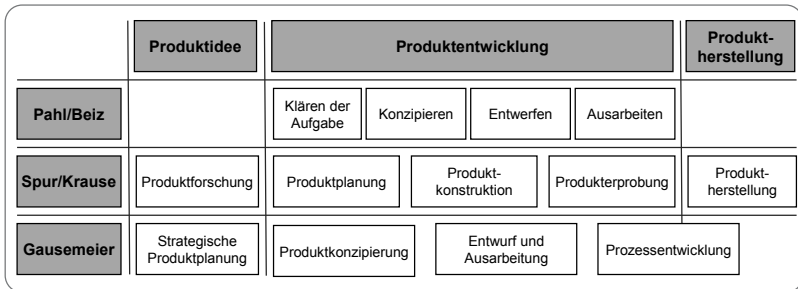 Produktidee
Produktentwicklung
Produkt-
herstellung
Pahl/Beiz
Klären der
Aufgabe
Konzipieren
Entwerfen
Ausarbeiten
Spur/Krause
Produktforschung
Produktplanung
Produkt-
konstruktion
Produkterprobung
Produkt-
herstellung
Gausemeier
Strategische
Produktplanung
Produktkonzipierung
Entwurf und
Ausarbeitung
Prozessentwicklung